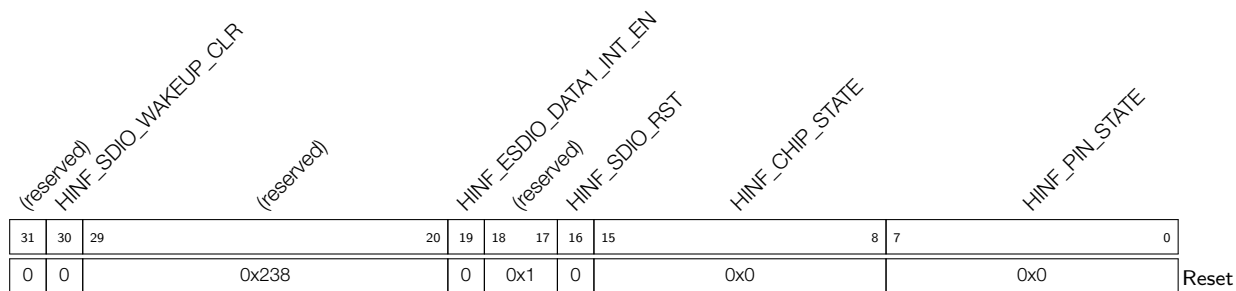 (reserved) HINF_SDIO_WAKEUP_CLR (reserved) HINF_ESDIO_DATA1_INT_EN (reserved) HINF_SDIO_RST HINF_CHIP_STATE HINF_PIN_STATE
31 30 29 20 19 18 17 16 15 8 7 0
0 0 0x238 0 0x1 0 0x0 0x0 Reset